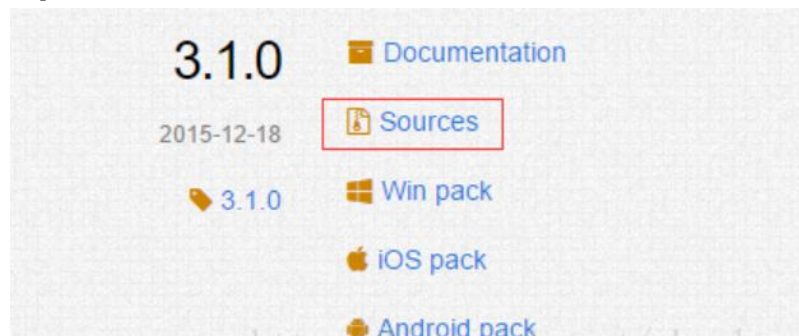 3.1.0
2015-12-18
3.1.0
Documentation
Sources
Win pack
iOS pack
Android pack